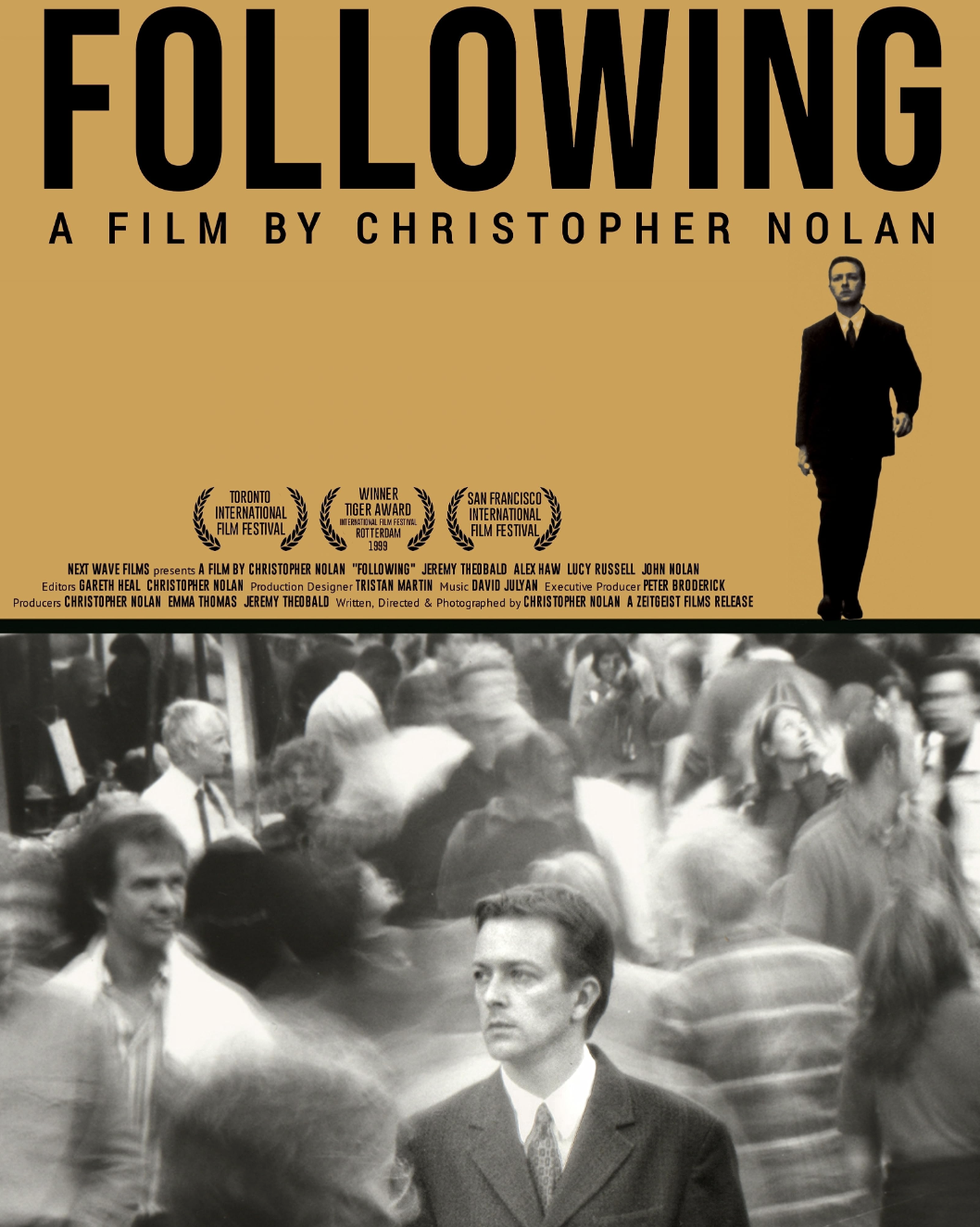 FOLLOWING
A FILM BY CHRISTOPHER NOLAN
TORONTO
INTERNATIONAL
FILM FESTIVAL
WINNER
TIGER AWARD
INTERNATIONAL FILM FESTIVAL
ROTTERDAM
1999
SAN FRANCISCO
INTERNATIONAL
FILM FESTIVAL
NEXT WAVE FILMS presents A FILM BY CHRISTOPHER NOLAN "FOLLOWING" JEREMY THEOBALD ALEX HAW LUCY RUSSELL JOHN NOLAN
Editors GARETH HEAL CHRISTOPHER NOLAN Production Designer TRISTAN MARTIN Music DAVID JULYAN Executive Producer PETER BRODERICK
Producers CHRISTOPHER NOLAN EMMA THOMAS JEREMY THEOBALD Written, Directed & Photographed by CHRISTOPHER NOLAN A ZEITGEIST FILMS RELEASE